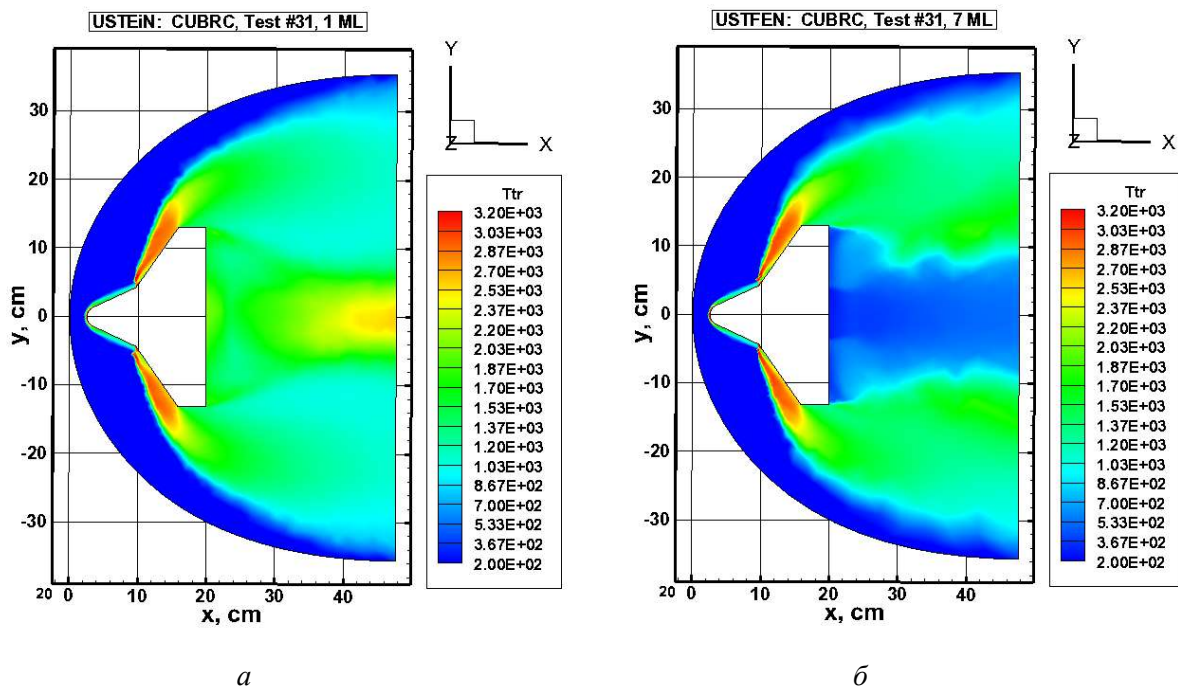 USTEiN: CUBRC, Test #31, 1 ML
Y
Z
X
Ttr
3.20E+03
3.03E+03
2.87E+03
2.70E+03
2.53E+03
2.37E+03
2.20E+03
2.03E+03
1.87E+03
1.70E+03
1.53E+03
1.37E+03
1.20E+03
1.03E+03
8.67E+02
7.00E+02
5.33E+02
3.67E+02
2.00E+02
y, cm
30
20
10
0
-10
-20
-30
20 0 10 20 30 40
x, cm
а
USTFEN: CUBRC, Test #31, 7 ML
Y
Z
X
Ttr
3.20E+03
3.03E+03
2.87E+03
2.70E+03
2.53E+03
2.37E+03
2.20E+03
2.03E+03
1.87E+03
1.70E+03
1.53E+03
1.37E+03
1.20E+03
1.03E+03
8.67E+02
7.00E+02
5.33E+02
3.67E+02
2.00E+02
y, cm
30
20
10
0
-10
-20
-30
20 0 10 20 30 40
x, cm
б